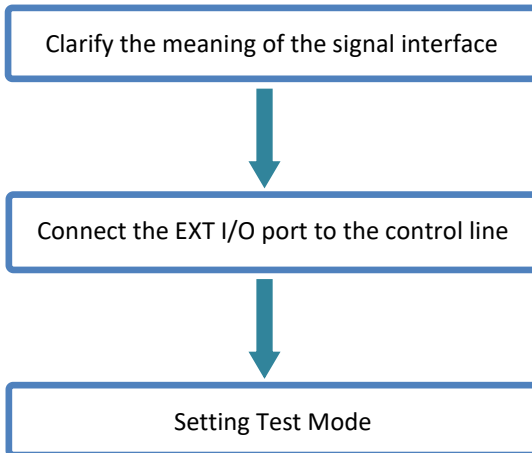 Clarify the meaning of the signal interface
Connect the EXT I/O port to the control line
Setting Test Mode